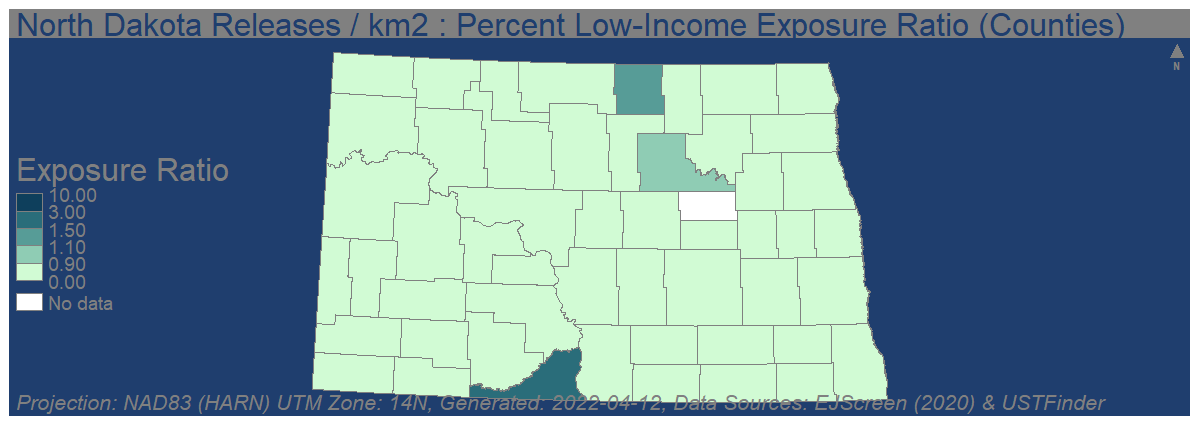 North Dakota Releases / km2 : Percent Low-Income Exposure Ratio (Counties)
N
Exposure Ratio
10.00
3.00
1.50
1.10
0.90
0.00
No data
Projection: NAD83 (HARN) UTM Zone: 14N, Generated: 2022-04-12, Data Sources: EJScreen (2020) & USTFinder